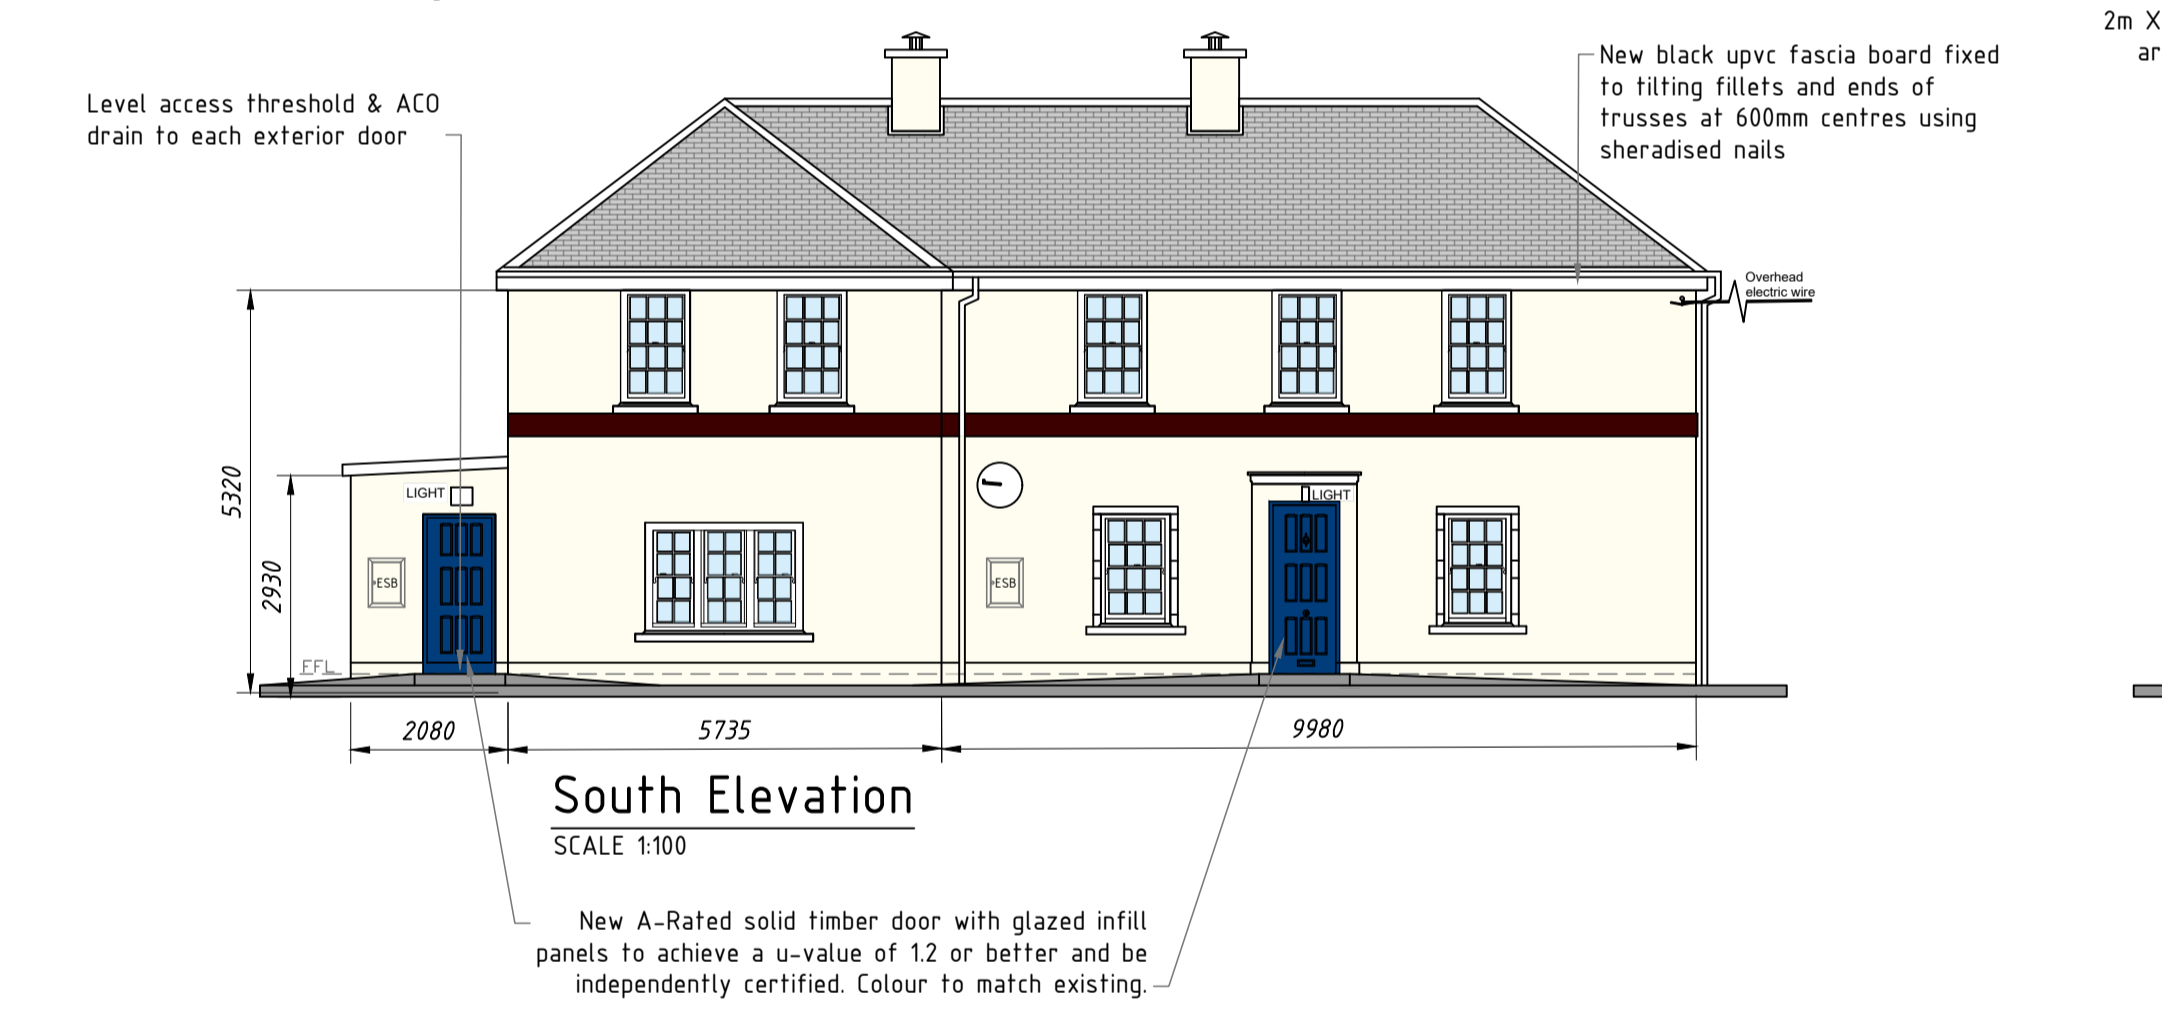 2m X
ar
New black upvc fascia board fixed
to tilting fillets and ends of
trusses at 600mm centres using
sheradised nails
Level access threshold & ACO
drain to each exterior door
Overhead
electric wire
5320
2930
LIGHT
LIGHT
ESB
ESB
FFL
2080
5735
9980
South Elevation
SCALE 1:100
New A-Rated solid timber door with glazed infill
panels to achieve a u-value of 1.2 or better and be
independently certified. Colour to match existing.